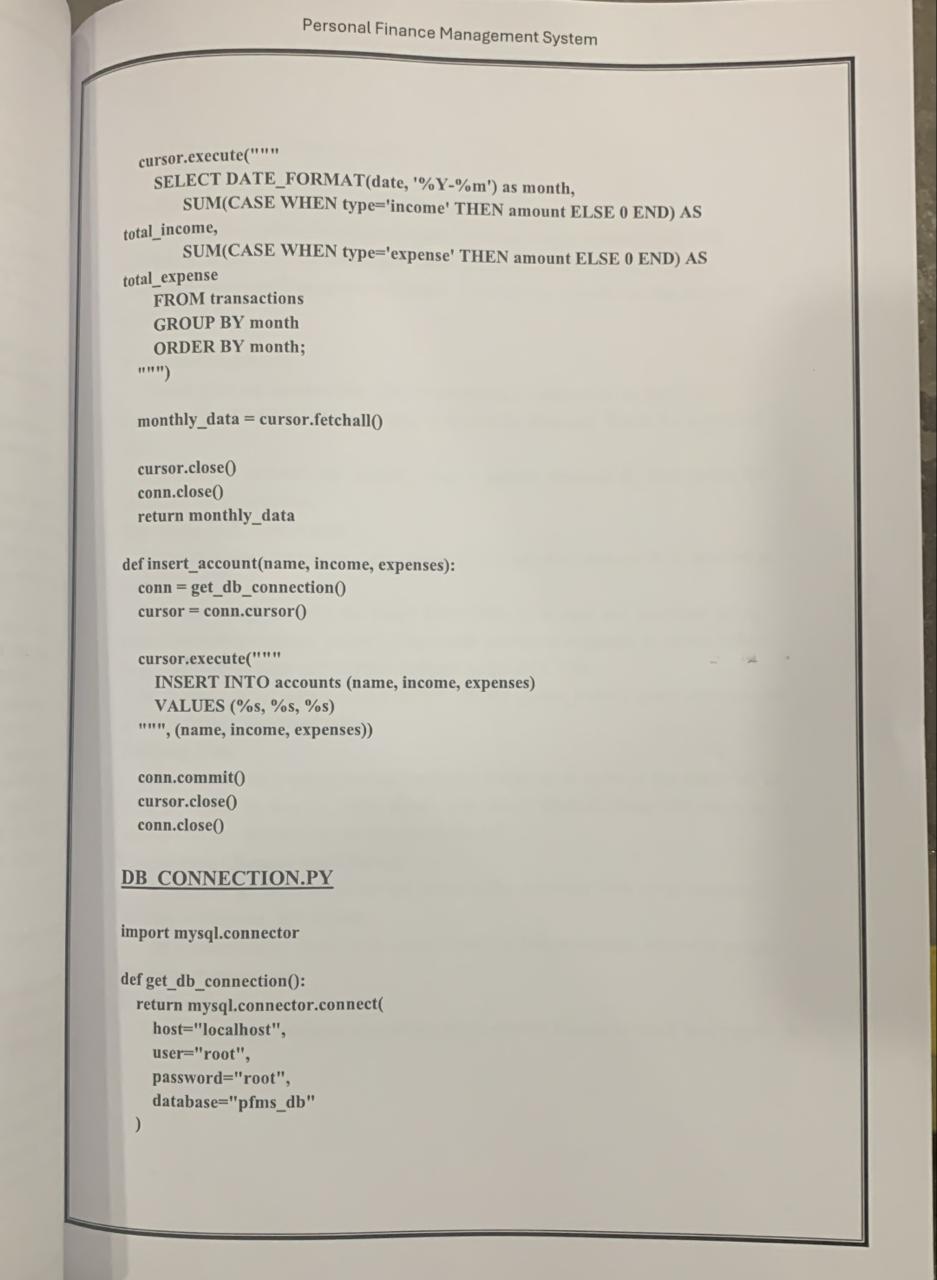 Personal Finance Management System
cursor.execute("""
SELECT DATE_FORMAT(date, '%Y-%m') as month,
SUM(CASE WHEN type='income' THEN amount ELSE 0 END) AS
total_income,
SUM(CASE WHEN type='expense' THEN amount ELSE 0 END) AS
total_expense
FROM transactions
GROUP BY month
ORDER BY month;
""")
monthly_data = cursor.fetchall()
cursor.close()
conn.close()
return monthly_data
def insert_account(name, income, expenses):
conn = get_db_connection()
cursor = conn.cursor()
cursor.execute("""
INSERT INTO accounts (name, income, expenses)
VALUES (%s, %s, %s)
""", (name, income, expenses))
conn.commit()
cursor.close()
conn.close()
DB_CONNECTION.PY
import mysql.connector
def get_db_connection():
return mysql.connector.connect(
host="localhost",
user="root",
password="root",
database="pfms_db"
)